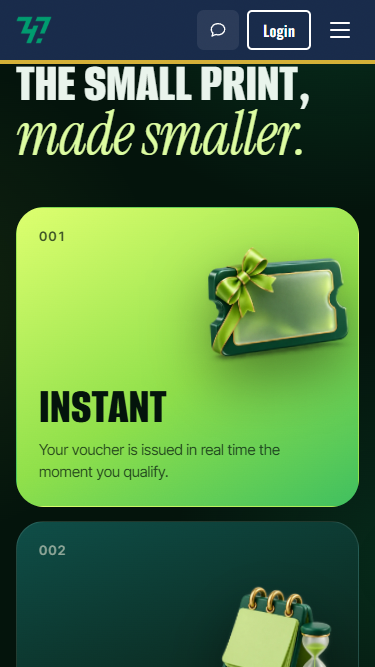 Login
THE SMALL PRINT,
made smaller.
001
INSTANT
Your voucher is issued in real time the
moment you qualify.
002